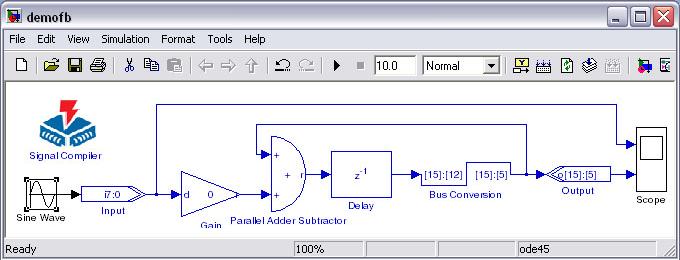 demofb
File Edit View Simulation Format Tools Help
10.0 Normal
Signal Compiler
Sine Wave
i7:0
Input
d 0
Gain
+ + + r
Parallel Adder Subtractor
z-1
Delay
[15]:[12] [15]:[5]
Bus Conversion
o[15]:[5]
Output
Scope
Ready 100% ode45